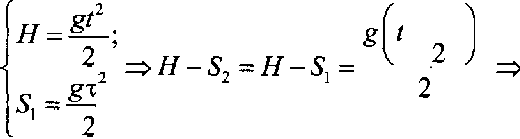 { H = gt²/2; S₁ = gτ²/2 ⇒ H − S₂ = H − S₁ = g(t 2)/2 ⇒